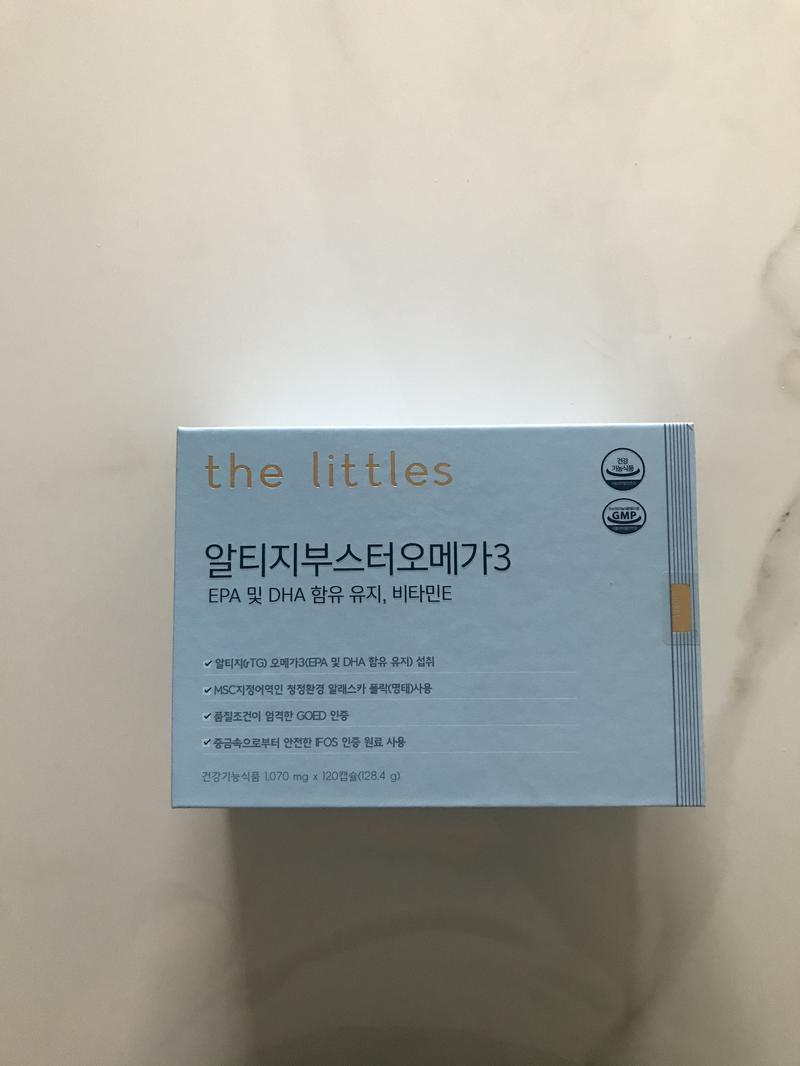 the littles
건강
기능식품
GMP
알티지부스터오메가3
EPA 및 DHA 함유 유지, 비타민E
알티지(rTG) 오메가3(EPA 및 DHA 함유 유지) 섭취
MSC지정어역인 청정환경 알래스카 폴락(명태)사용
품질조건이 엄격한 GOED 인증
중금속으로부터 안전한 IFOS 인증 원료 사용
건강기능식품 1,070 mg x 120캡슐(128.4 g)